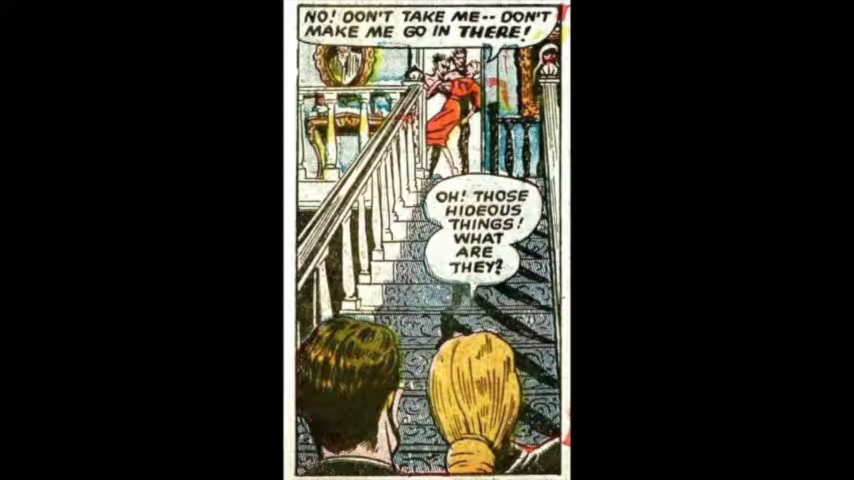 NO! DON'T TAKE ME-- DON'T
MAKE ME GO IN THERE!
OH! THOSE
HIDEOUS
THINGS!
WHAT
ARE
THEY?